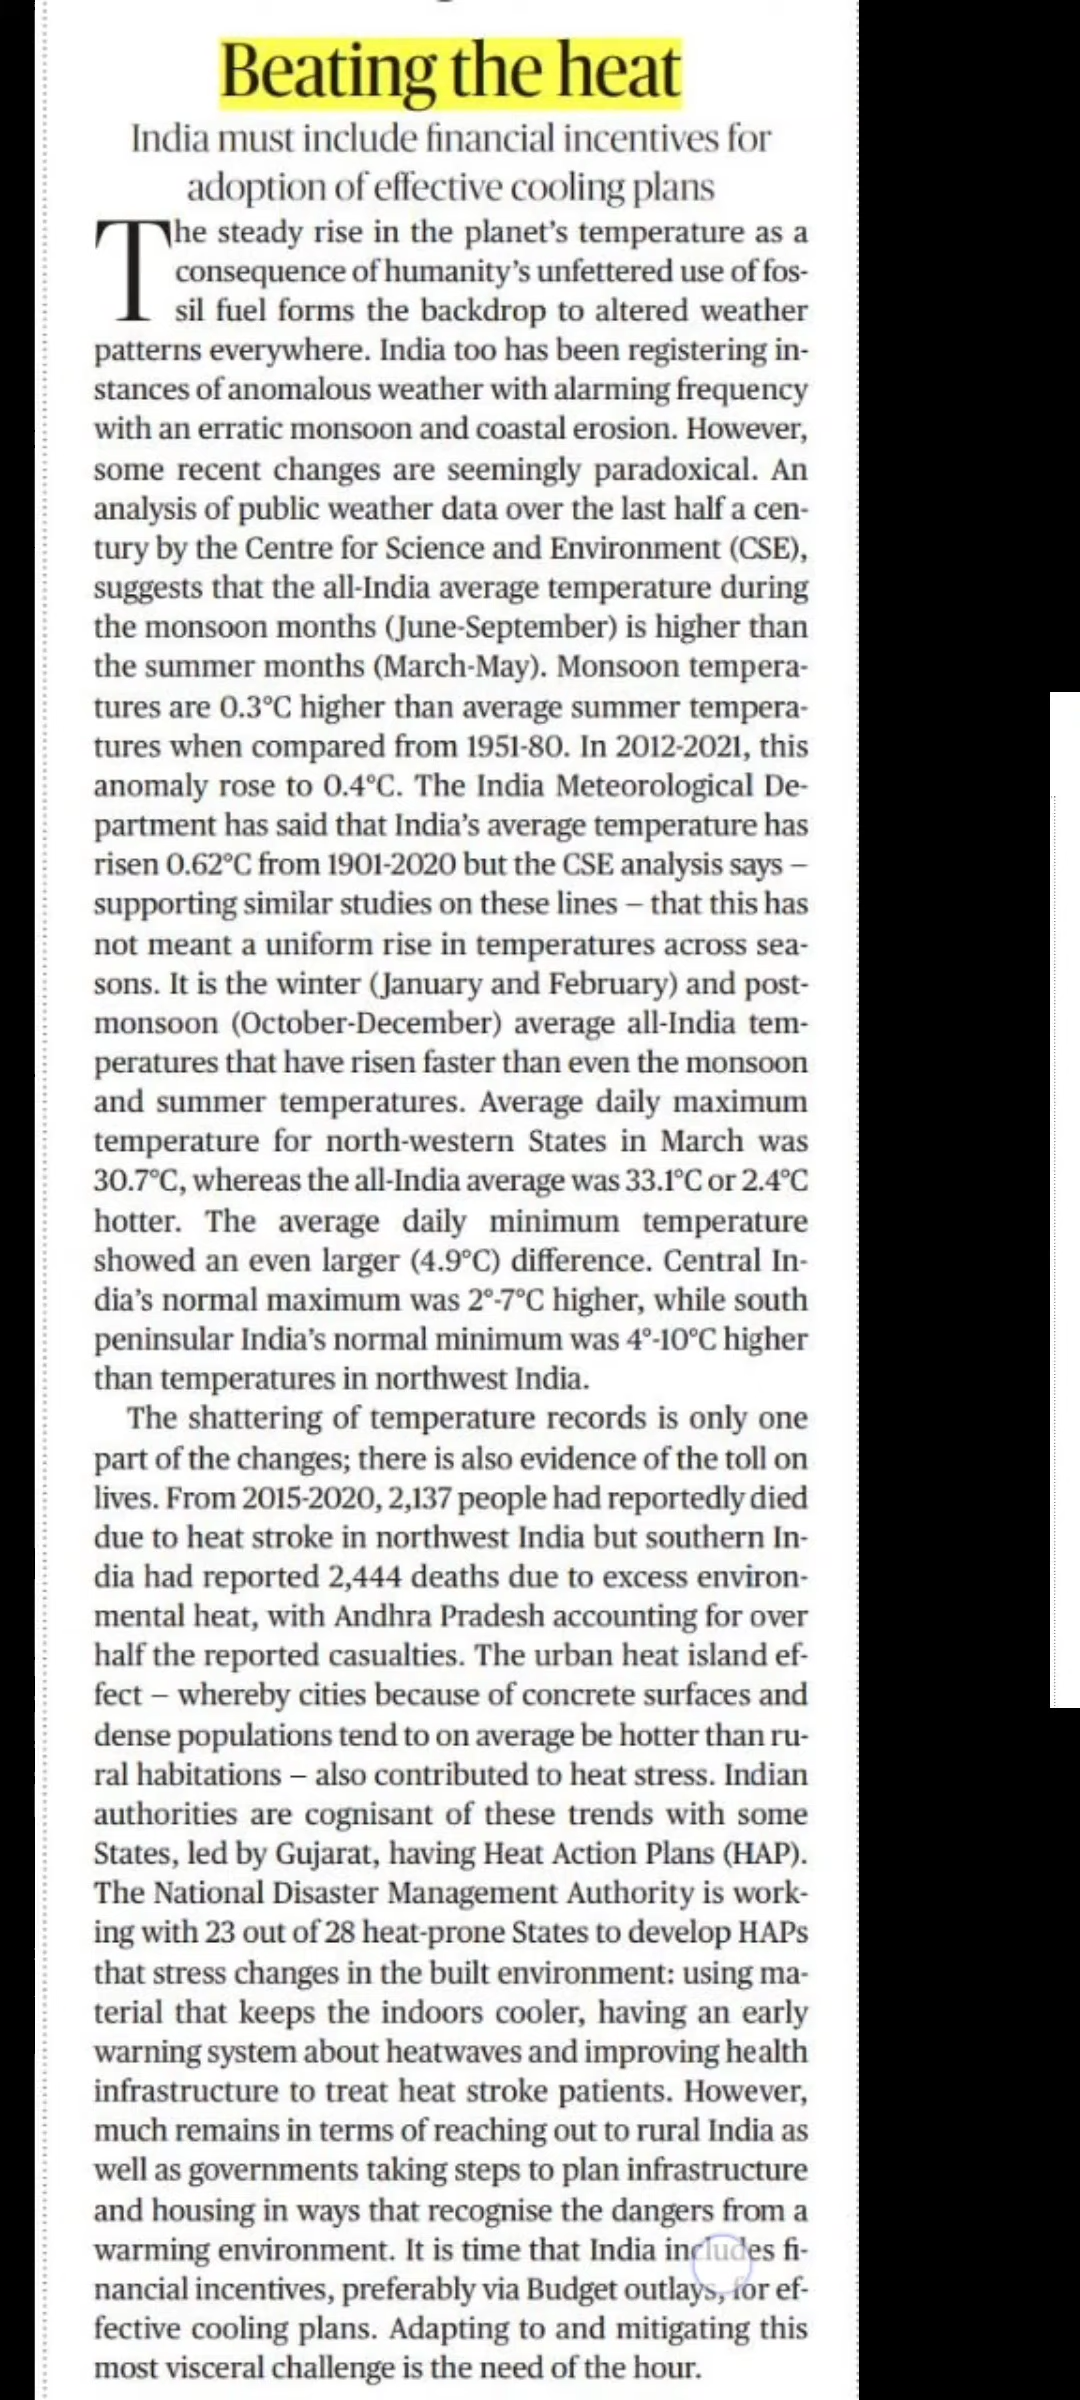 Beating the heat
India must include financial incentives for
adoption of effective cooling plans
The steady rise in the planet's temperature as a
consequence of humanity's unfettered use of fos-
sil fuel forms the backdrop to altered weather
patterns everywhere. India too has been registering in-
stances of anomalous weather with alarming frequency
with an erratic monsoon and coastal erosion. However,
some recent changes are seemingly paradoxical. An
analysis of public weather data over the last half a cen-
tury by the Centre for Science and Environment (CSE),
suggests that the all-India average temperature during
the monsoon months (June-September) is higher than
the summer months (March-May). Monsoon tempera-
tures are 0.3°C higher than average summer tempera-
tures when compared from 1951-80. In 2012-2021, this
anomaly rose to 0.4°C. The India Meteorological De-
partment has said that India's average temperature has
risen 0.62°C from 1901-2020 but the CSE analysis says –
supporting similar studies on these lines – that this has
not meant a uniform rise in temperatures across sea-
sons. It is the winter (January and February) and post-
monsoon (October-December) average all-India tem-
peratures that have risen faster than even the monsoon
and summer temperatures. Average daily maximum
temperature for north-western States in March was
30.7°C, whereas the all-India average was 33.1°C or 2.4°C
hotter. The average daily minimum temperature
showed an even larger (4.9°C) difference. Central In-
dia's normal maximum was 2°-7°C higher, while south
peninsular India's normal minimum was 4°-10°C higher
than temperatures in northwest India.
The shattering of temperature records is only one
part of the changes; there is also evidence of the toll on
lives. From 2015-2020, 2,137 people had reportedly died
due to heat stroke in northwest India but southern In-
dia had reported 2,444 deaths due to excess environ-
mental heat, with Andhra Pradesh accounting for over
half the reported casualties. The urban heat island ef-
fect – whereby cities because of concrete surfaces and
dense populations tend to on average be hotter than ru-
ral habitations – also contributed to heat stress. Indian
authorities are cognisant of these trends with some
States, led by Gujarat, having Heat Action Plans (HAP).
The National Disaster Management Authority is work-
ing with 23 out of 28 heat-prone States to develop HAPs
that stress changes in the built environment: using ma-
terial that keeps the indoors cooler, having an early
warning system about heatwaves and improving health
infrastructure to treat heat stroke patients. However,
much remains in terms of reaching out to rural India as
well as governments taking steps to plan infrastructure
and housing in ways that recognise the dangers from a
warming environment. It is time that India includes fi-
nancial incentives, preferably via Budget outlays, for ef-
fective cooling plans. Adapting to and mitigating this
most visceral challenge is the need of the hour.